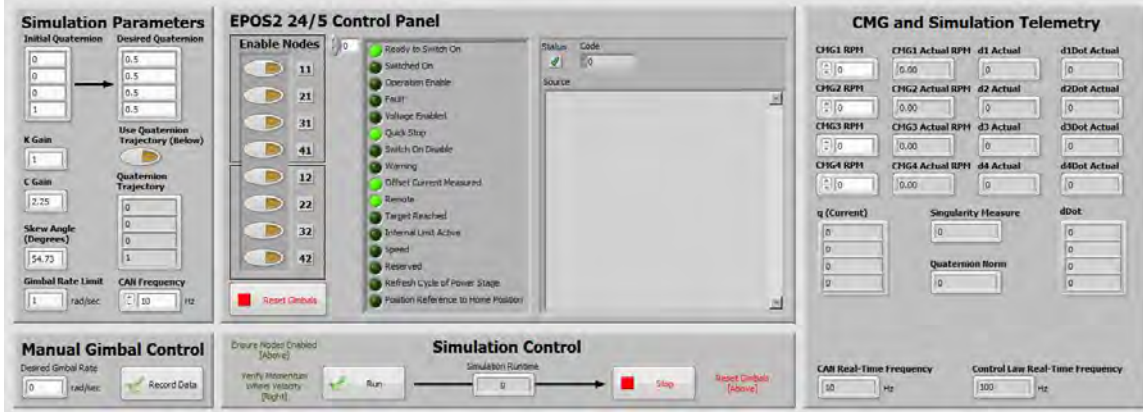 Simulation Parameters
Initial Quaternion
Desired Quaternion
0
0
0
1
0.5
0.5
0.5
0.5
K Gain
1
Use Quaternion
Trajectory (Below)
C Gain
2.25
Quaternion
Trajectory
0
0
0
1
Skew Angle
(Degrees)
54.73
Gimbal Rate Limit
1
rad/sec
CAN Frequency
10
Hz
EPOS2 24/5 Control Panel
Enable Nodes
11
21
31
41
12
22
32
42
Reset Gimbals
0
Ready to Switch On
Switched On
Operation Enable
Fault
Voltage Enabled
Quick Stop
Switch On Disable
Warning
Offset Current Measured
Remote
Target Reached
Internal Limit Active
Speed
Reserved
Refresh Cycle of Power Stage
Position Reference to Home Position
Status
Code
0
Source
CMG and Simulation Telemetry
CMG1 RPM
CMG1 Actual RPM
d1 Actual
d1Dot Actual
0
0.00
0
0
CMG2 RPM
CMG2 Actual RPM
d2 Actual
d2Dot Actual
0
0.00
0
0
CMG3 RPM
CMG3 Actual RPM
d3 Actual
d3Dot Actual
0
0.00
0
0
CMG4 RPM
CMG4 Actual RPM
d4 Actual
d4Dot Actual
0
0.00
0
0
q (Current)
0
0
0
0
Singularity Measure
0
Quaternion Norm
0
dDot
0
0
0
0
CAN Real-Time Frequency
10
Hz
Control Law Real-Time Frequency
100
Hz
Manual Gimbal Control
Desired Gimbal Rate
0
rad/sec
Record Data
Simulation Control
Ensure Nodes Enabled
[Above]
Verify Momentum
Wheel Velocity
[Right]
Run
Simulation Runtime
0
Stop
Reset Gimbals
[Above]